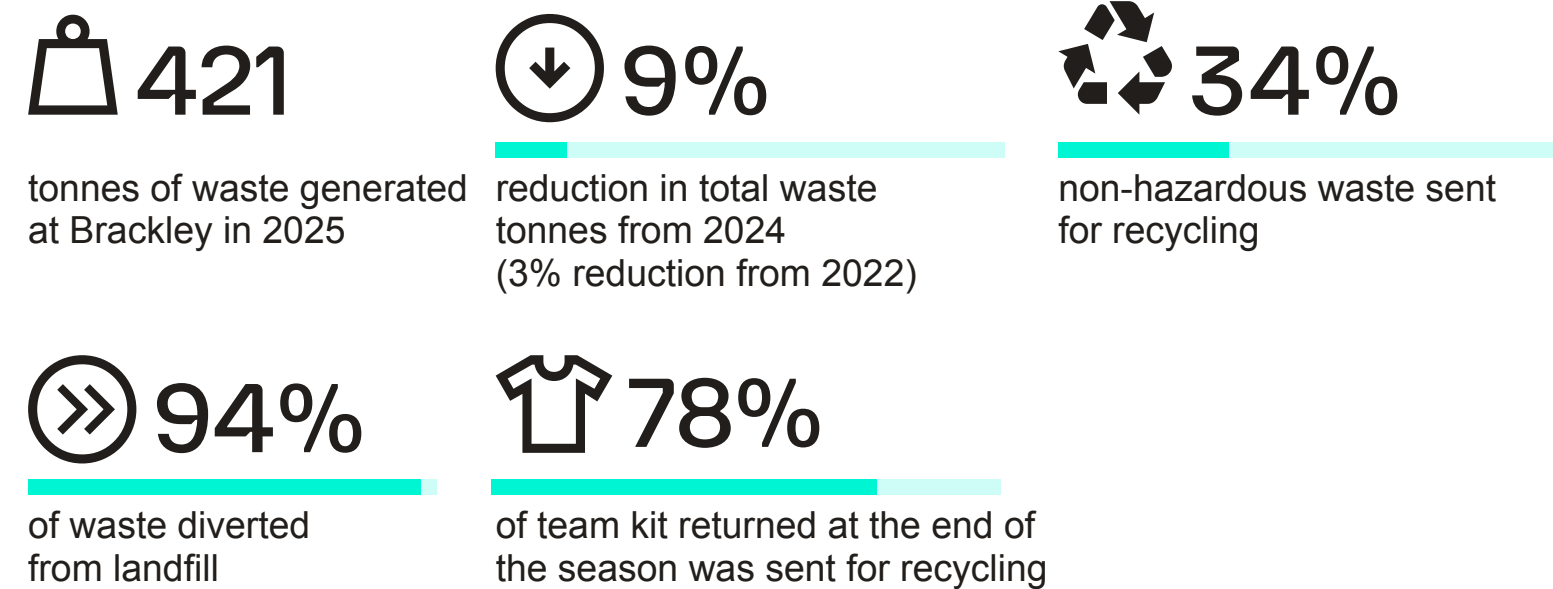 421
tonnes of waste generated
at Brackley in 2025
9%
reduction in total waste
tonnes from 2024
(3% reduction from 2022)
34%
non-hazardous waste sent
for recycling
94%
of waste diverted
from landfill
78%
of team kit returned at the end of
the season was sent for recycling